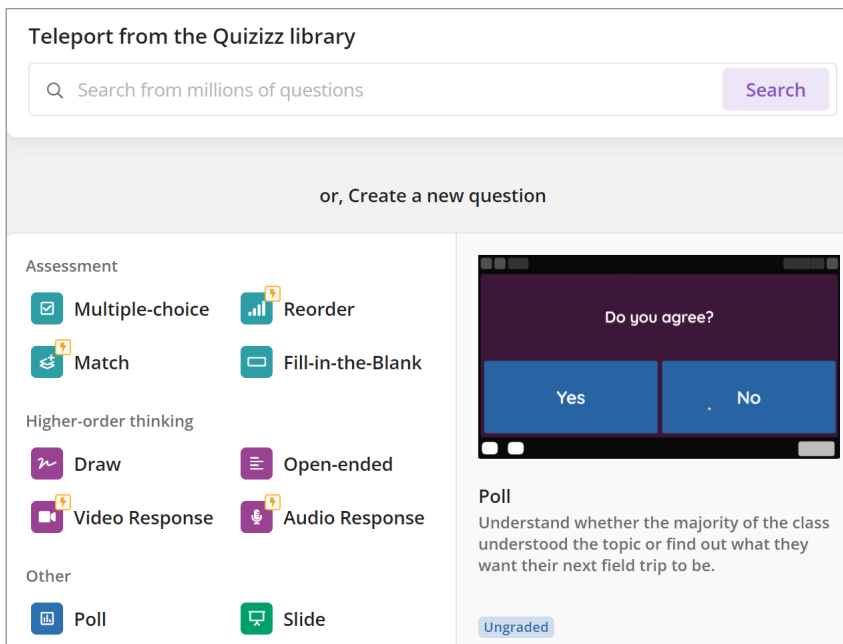 Teleport from the Quizizz library
Search from millions of questions
Search
or, Create a new question
Assessment
Multiple-choice
Reorder
Match
Fill-in-the-Blank
Higher-order thinking
Draw
Open-ended
Video Response
Audio Response
Other
Poll
Slide
Do you agree?
Yes
No
Poll
Understand whether the majority of the class
understood the topic or find out what they
want their next field trip to be.
Ungraded